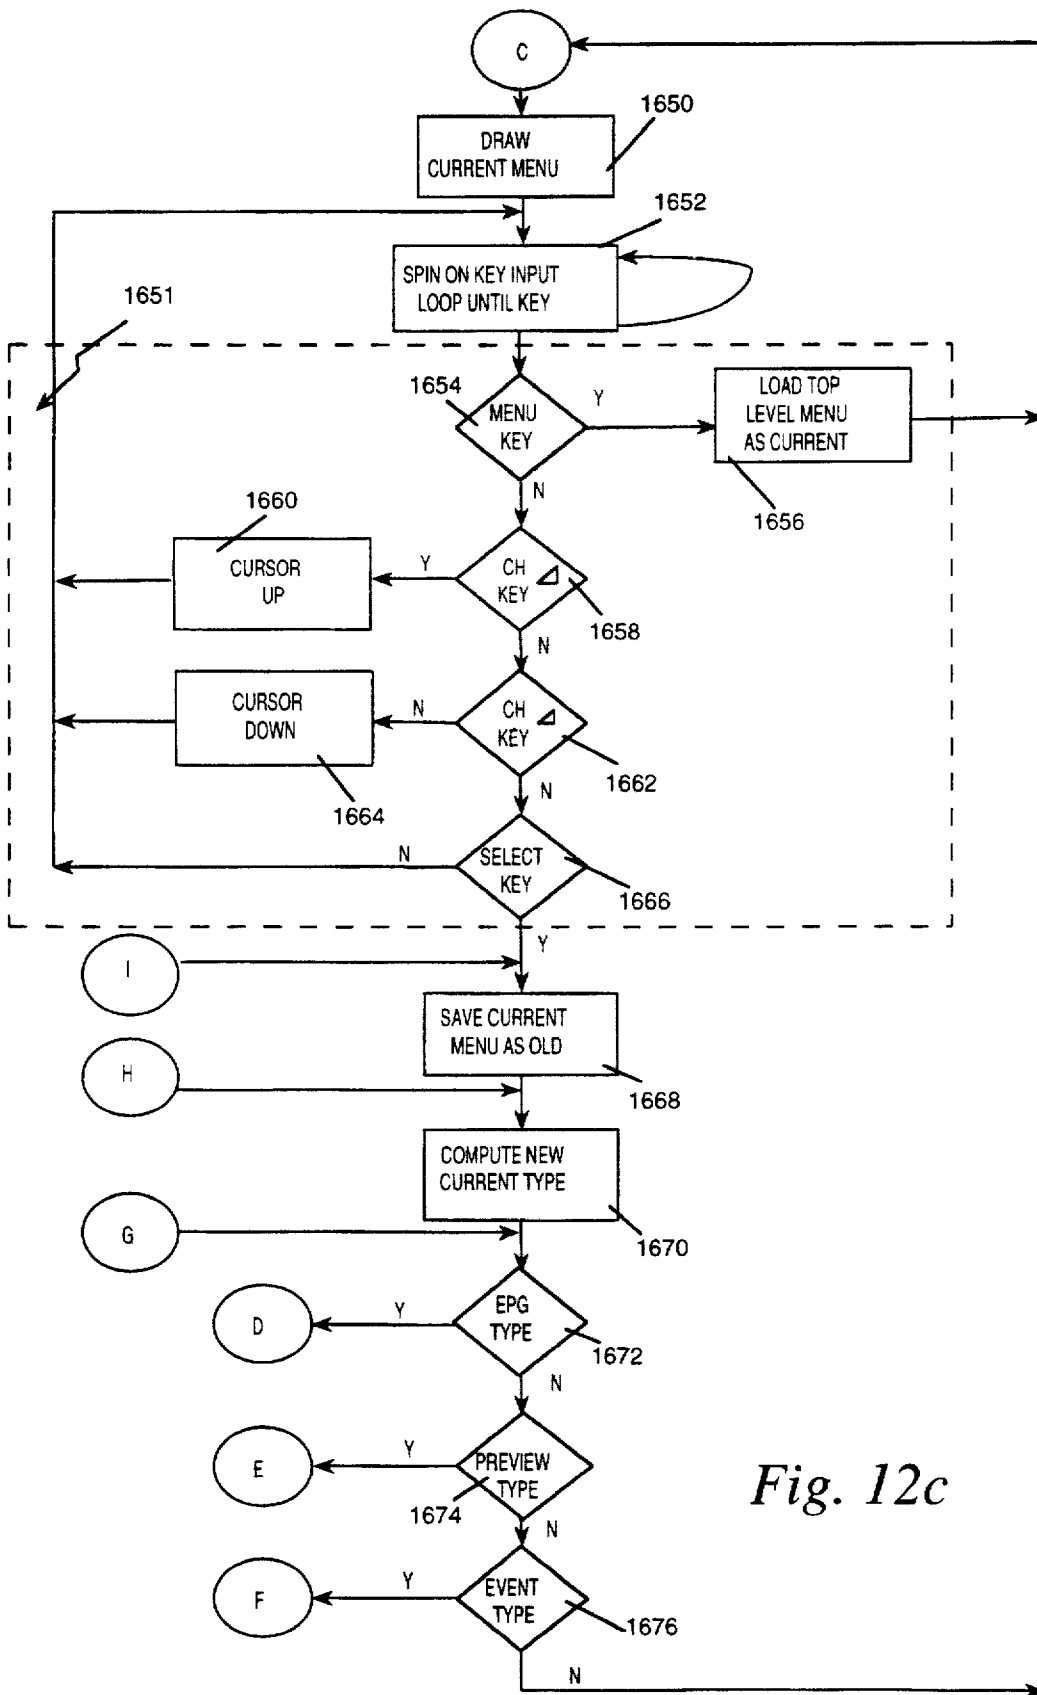 C
1650
DRAW
CURRENT MENU
1652
SPIN ON KEY INPUT
LOOP UNTIL KEY
1651
1654
MENU
KEY
Y
LOAD TOP
LEVEL MENU
AS CURRENT
1656
N
1660
CURSOR
UP
Y
CH
KEY
1658
N
CURSOR
DOWN
N
CH
KEY
1664
1662
N
N
SELECT
KEY
1666
Y
I
SAVE CURRENT
MENU AS OLD
H
1668
COMPUTE NEW
CURRENT TYPE
G
1670
D
Y
EPG
TYPE
1672
N
E
Y
PREVIEW
TYPE
1674
Fig. 12c
N
F
Y
EVENT
TYPE
1676
N